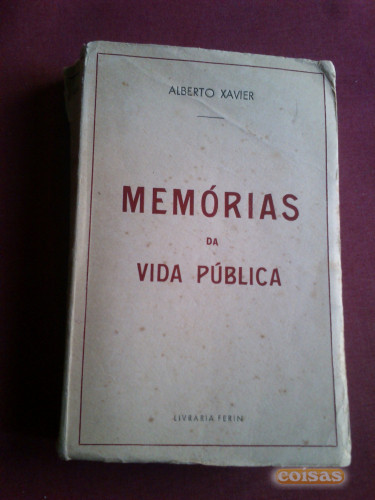 ALBERTO XAVIER
MEMÓRIAS
DA
VIDA PÚBLICA
LIVRARIA FERIN
coisas